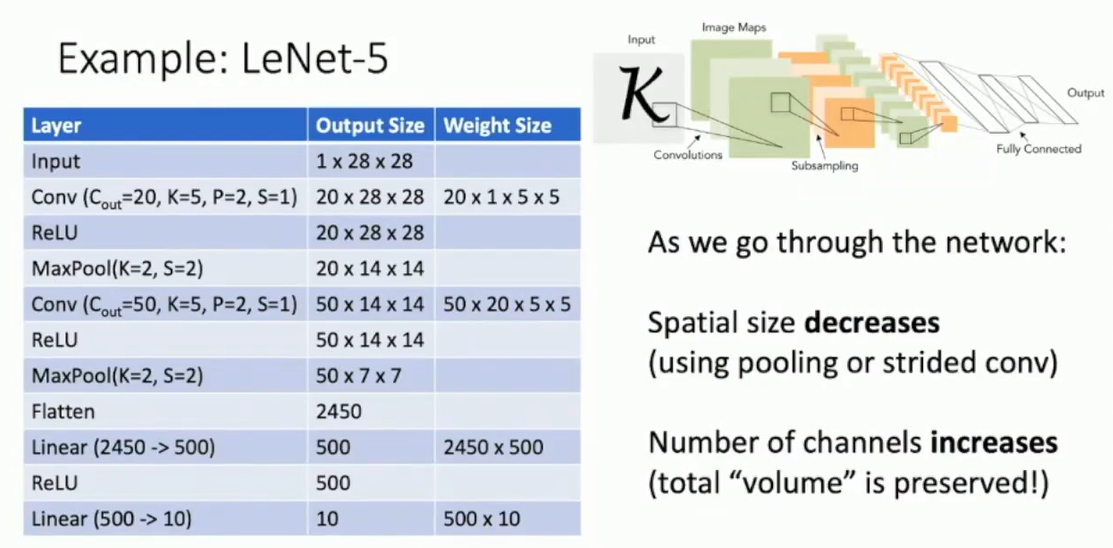 Example: LeNet-5
Layer Output Size Weight Size
Input 1 x 28 x 28
Conv (Cout=20, K=5, P=2, S=1) 20 x 28 x 28 20 x 1 x 5 x 5
ReLU 20 x 28 x 28
MaxPool(K=2, S=2) 20 x 14 x 14
Conv (Cout=50, K=5, P=2, S=1) 50 x 14 x 14 50 x 20 x 5 x 5
ReLU 50 x 14 x 14
MaxPool(K=2, S=2) 50 x 7 x 7
Flatten 2450
Linear (2450 -> 500) 500 2450 x 500
ReLU 500
Linear (500 -> 10) 10 500 x 10
Input
Image Maps
K
Output
Convolutions
Subsampling
Fully Connected
As we go through the network:
Spatial size decreases
(using pooling or strided conv)
Number of channels increases
(total “volume” is preserved!)